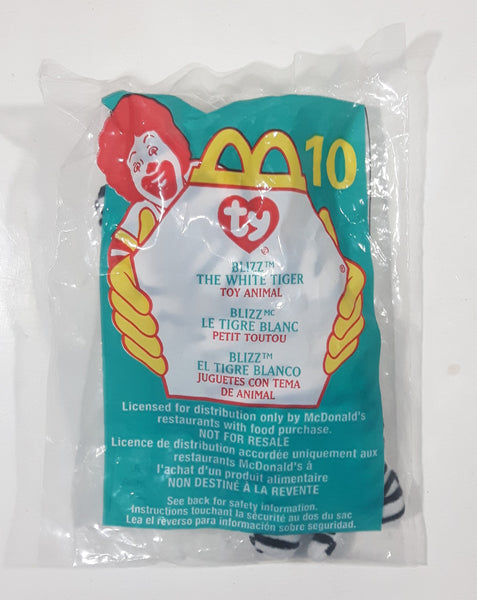 10
ty
®
BLIZZ™
THE WHITE TIGER
TOY ANIMAL
®
BLIZZMC
LE TIGRE BLANC
PETIT TOUTOU
BLIZZ™
EL TIGRE BLANCO
JUGUETES CON TEMA
DE ANIMAL
Licensed for distribution only by McDonald's
restaurants with food purchase.
NOT FOR RESALE
Licence de distribution accordée uniquement aux
restaurants McDonald's à
l'achat d'un produit alimentaire
NON DESTINÉ À LA REVENTE
See back for safety information.
Instructions touchant la sécurité au dos du sac
Lea el reverso para información sobre seguridad.